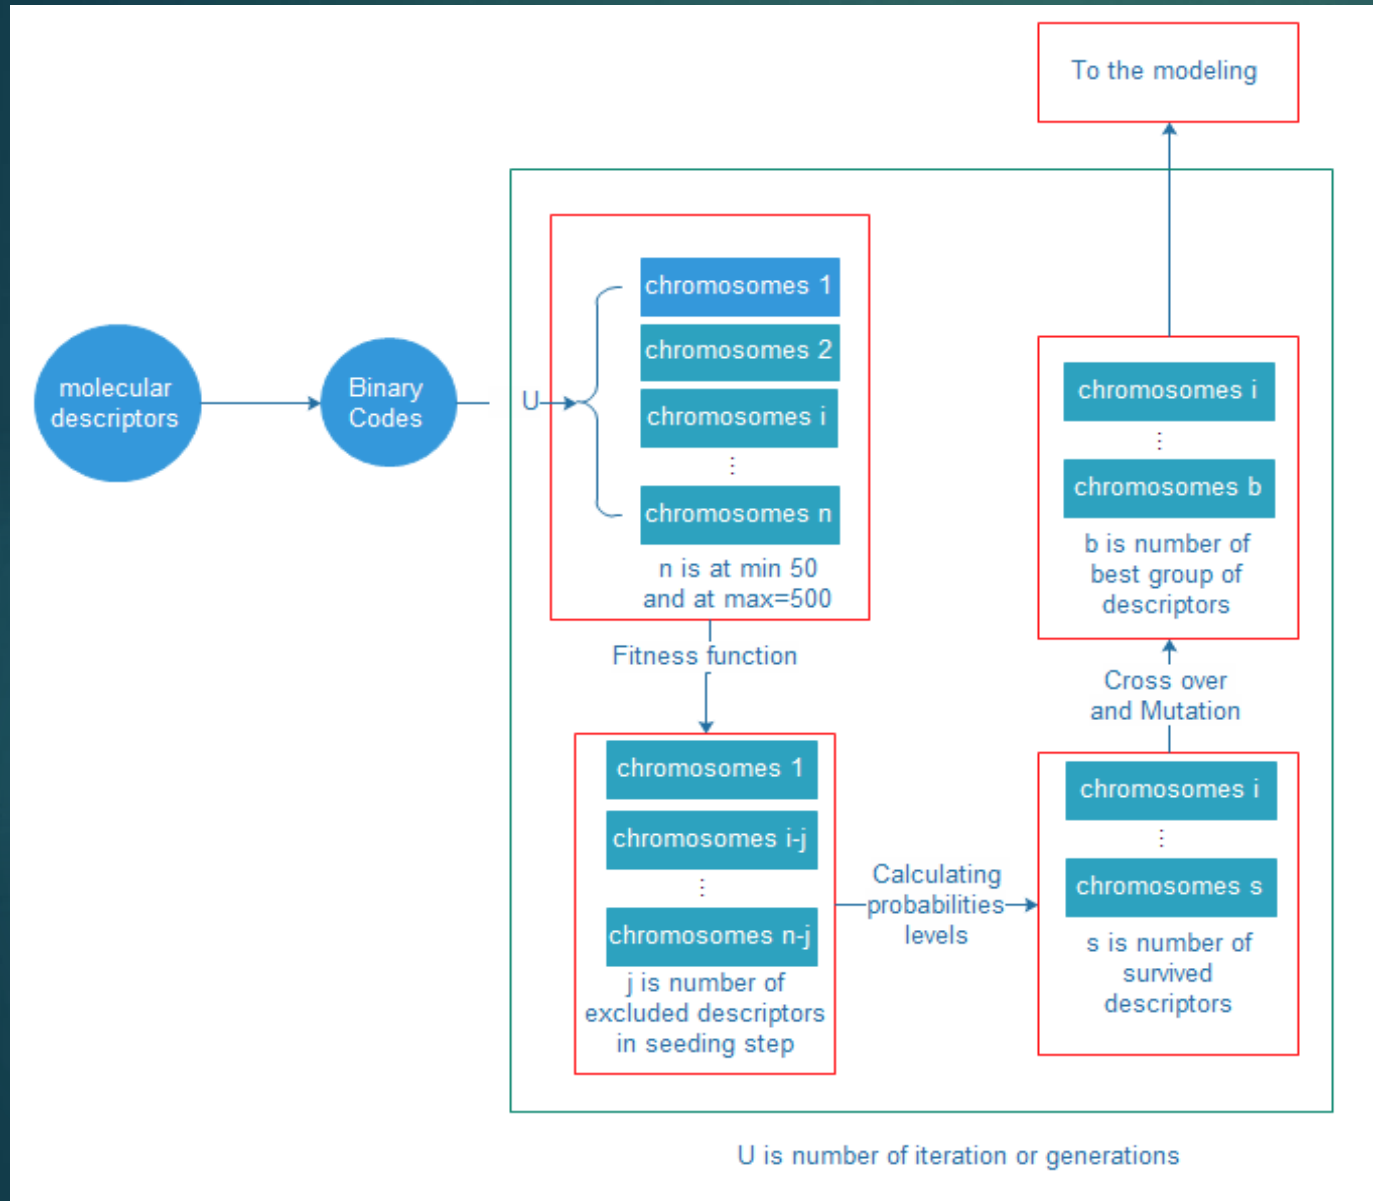 To the modeling
molecular
descriptors
Binary
Codes
U
chromosomes 1
chromosomes 2
chromosomes i
⋮
chromosomes n
n is at min 50
and at max=500
Fitness function
chromosomes 1
chromosomes i-j
⋮
chromosomes n-j
j is number of
excluded descriptors
in seeding step
Calculating
probabilities
levels
chromosomes i
⋮
chromosomes s
s is number of
survived
descriptors
Cross over
and Mutation
chromosomes i
⋮
chromosomes b
b is number of
best group of
descriptors
U is number of iteration or generations